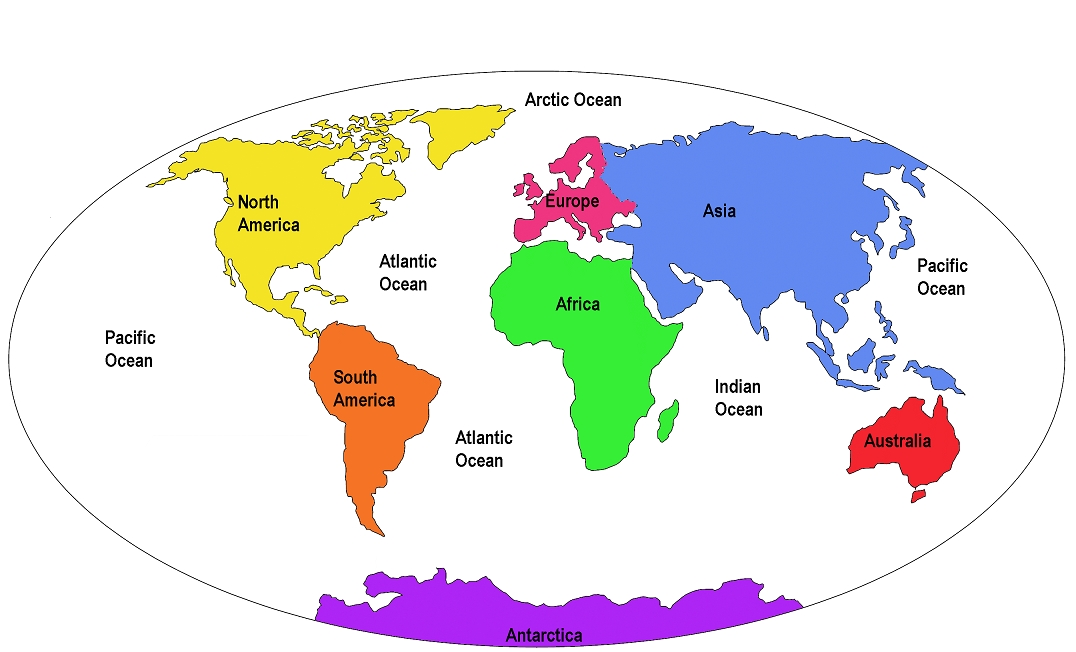 Arctic Ocean
North
America
Europe
Asia
Atlantic
Ocean
Pacific
Ocean
Africa
Pacific
Ocean
South
America
Indian
Ocean
Atlantic
Ocean
Australia
Antarctica